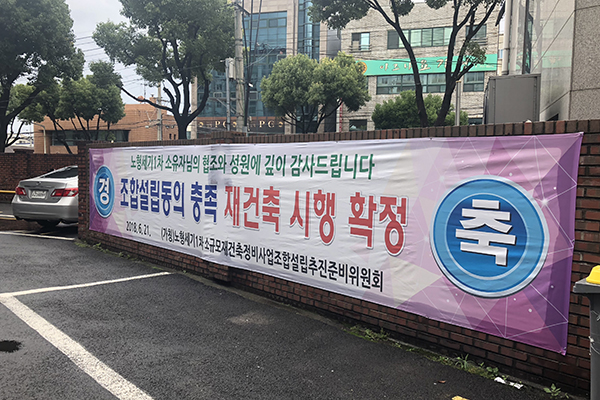 노형세기1차 소유자님의 협조와 성원에 깊이 감사드립니다
경 조합설립동의 충족 재건축 시행 확정 축
2018. 6. 21. (가칭)노형세기1차소규모재건축정비사업조합설립추진준비위원회